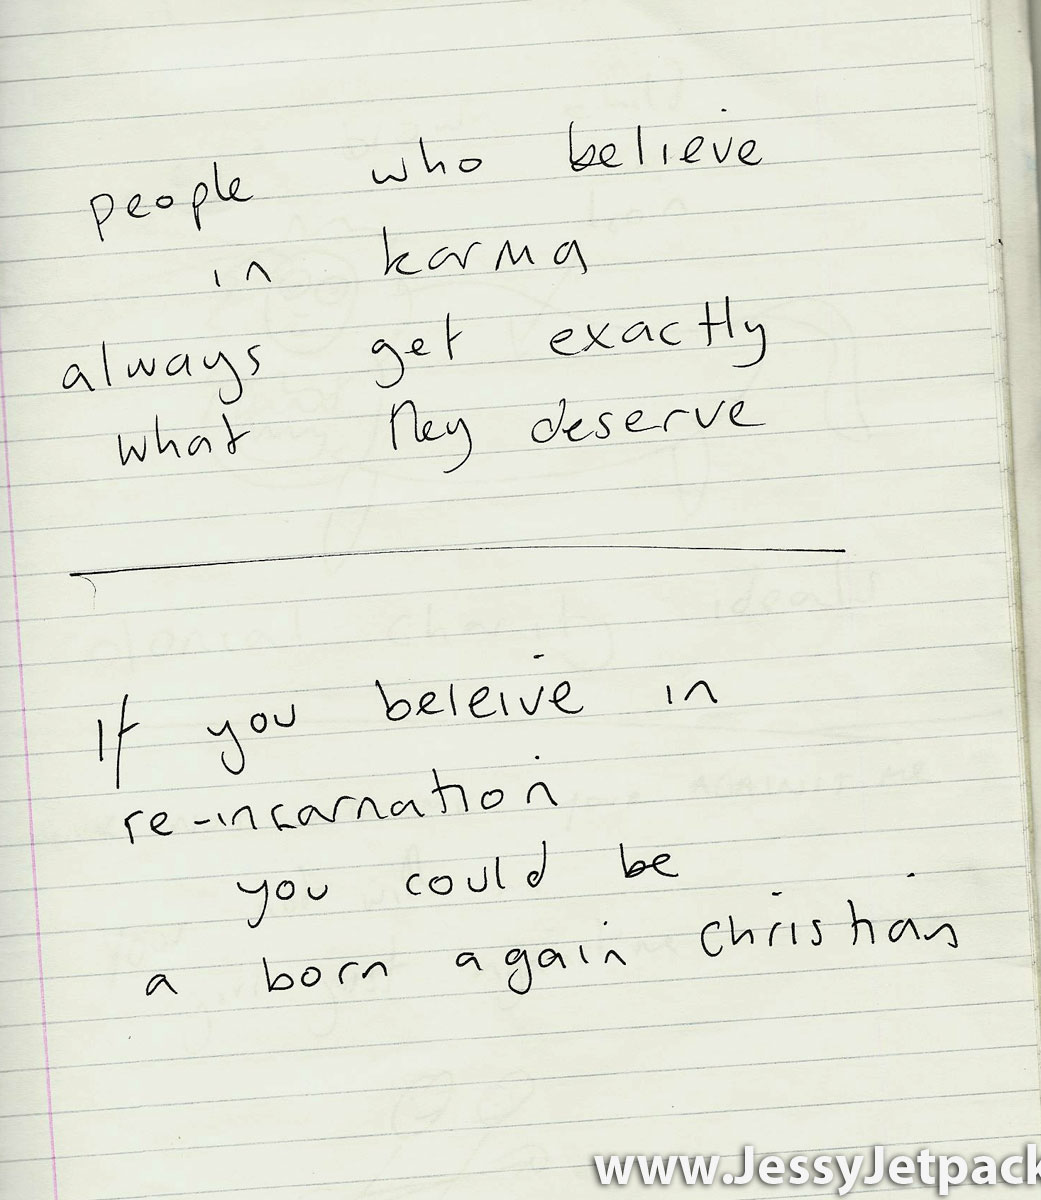 people who believe
in karma
always get exactly
what they deserve
If you beleive in
re-incarnation
you could be
a born again christian
www.JessyJetpack